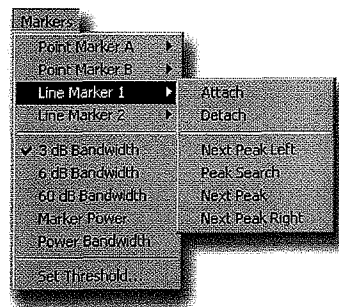 Markers
Point Marker A
Point Marker B
Line Marker 1
Line Marker 2
3 dB Bandwidth
6 dB Bandwidth
60 dB Bandwidth
Marker Power
Power Bandwidth
Set Threshold...
Attach
Detach
Next Peak Left
Peak Search
Next Peak
Next Peak Right